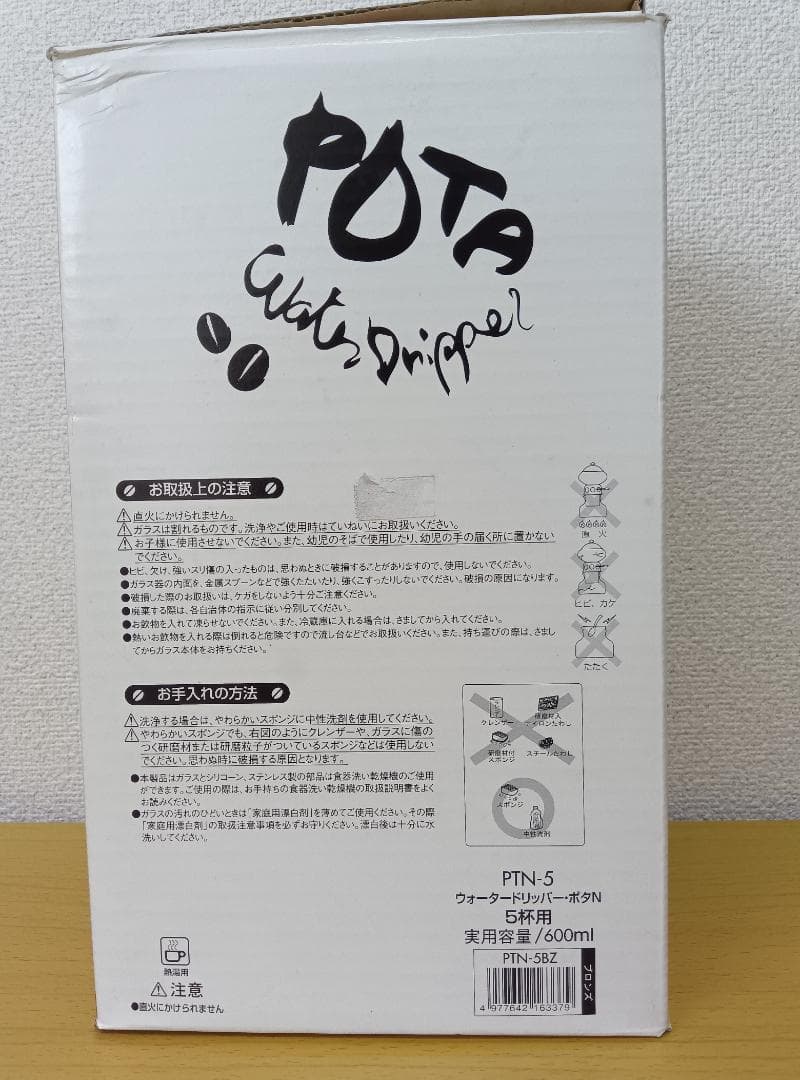 POTA
Water Dripper
お取扱上の注意
直火にかけられません。
ガラスは割れるものです。洗浄やご使用時はていねいにお取扱いください。
お子様に使用させないでください。また、幼児のそばで使用したり、幼児の手の届く所に置かない
でください。
●ヒビ、欠け、強いスリ傷の入ったものは、思わぬときに破損することがありますので、使用しないでください。
●ガラス器の内面を、金属スプーンなどで強くたたいたり、強くこすったりしないでください。破損の原因になります。
●破損した際のお取扱いは、ケガをしないよう十分ご注意ください。
●廃棄する際は、各自治体の指示に従い分別してください。
●お飲物を入れて凍らせないでください。また、冷蔵庫に入れる場合は、さましてから入れてください。
●熱いお飲物を入れる際は倒れると危険ですので流し台などでお取扱いください。また、持ち運びの際は、さまし
てからガラス本体をお持ちください。
直火
ヒビ、カケ
たたく
お手入れの方法
洗浄する場合は、やわらかいスポンジに中性洗剤を使用してください。
やわらかいスポンジでも、右図のようにクレンザーや、ガラスに傷の
つく研磨材または研磨粒子がついているスポンジなどは使用しない
でください。思わぬ時に破損する原因となります。
●本製品はガラスとシリコーン、ステンレス製の部品は食器洗い乾燥機のご使用
ができます。ご使用の際は、お手持ちの食器洗い乾燥機の取扱説明書をよく
お読みください。
●ガラスの汚れのひどいときは「家庭用漂白剤」を薄めてご使用ください。その際
「家庭用漂白剤」の取扱注意事項を必ずお守りください。漂白後は十分に水
洗いしてください。
クレンザー
研磨材入
ナイロンたわし
研磨材付
スポンジ
スチールたわし
スポンジ
中性洗剤
PTN-5
ウォータードリッパー・ポタN
5杯用
実用容量/600ml
PTN-5BZ
ブロンズ
4 977642 163379
熱湯用
注意
●直火にかけられません